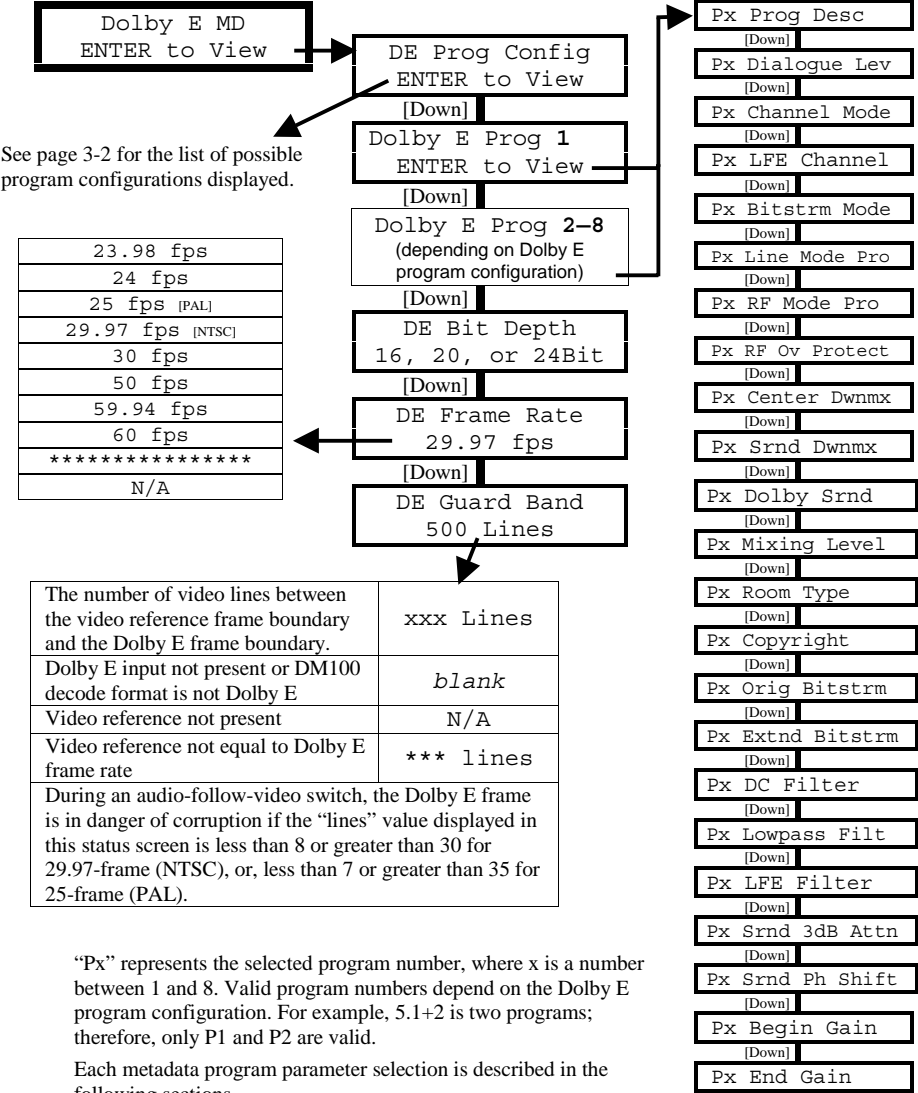 Dolby E MD
ENTER to View
DE Prog Config
ENTER to View
[Down]
Dolby E Prog 1
ENTER to View
[Down]
Dolby E Prog 2–8
(depending on Dolby E
program configuration)
[Down]
DE Bit Depth
16, 20, or 24Bit
[Down]
DE Frame Rate
29.97 fps
[Down]
DE Guard Band
500 Lines
See page 3-2 for the list of possible
program configurations displayed.
23.98 fps
24 fps
25 fps [PAL]
29.97 fps [NTSC]
30 fps
50 fps
59.94 fps
60 fps
****************
N/A
The number of video lines between
the video reference frame boundary
and the Dolby E frame boundary.
xxx Lines
Dolby E input not present or DM100
decode format is not Dolby E
blank
Video reference not present
N/A
Video reference not equal to Dolby E
frame rate
*** lines
During an audio-follow-video switch, the Dolby E frame
is in danger of corruption if the “lines” value displayed in
this status screen is less than 8 or greater than 30 for
29.97-frame (NTSC), or, less than 7 or greater than 35 for
25-frame (PAL).
“Px” represents the selected program number, where x is a number
between 1 and 8. Valid program numbers depend on the Dolby E
program configuration. For example, 5.1+2 is two programs;
therefore, only P1 and P2 are valid.
Each metadata program parameter selection is described in the
following sections
Px Prog Desc
[Down]
Px Dialogue Lev
[Down]
Px Channel Mode
[Down]
Px LFE Channel
[Down]
Px Bitstrm Mode
[Down]
Px Line Mode Pro
[Down]
Px RF Mode Pro
[Down]
Px RF Ov Protect
[Down]
Px Center Dwnmx
[Down]
Px Srnd Dwnmx
[Down]
Px Dolby Srnd
[Down]
Px Mixing Level
[Down]
Px Room Type
[Down]
Px Copyright
[Down]
Px Orig Bitstrm
[Down]
Px Extnd Bitstrm
[Down]
Px DC Filter
[Down]
Px Lowpass Filt
[Down]
Px LFE Filter
[Down]
Px Srnd 3dB Attn
[Down]
Px Srnd Ph Shift
[Down]
Px Begin Gain
[Down]
Px End Gain